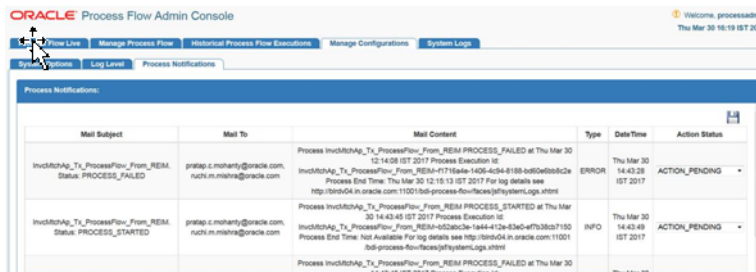 ORACLE Process Flow Admin Console
Welcome, processadm
Thu Mar 30 16:19 IST 20
Flow Live Manage Process Flow Historical Process Flow Executions Manage Configurations System Logs
Log Level Process Notifications
Process Notifications:
Mail Subject Mail To Mail Content Type DateTime Action Status
InvcMtchAp_Tx_ProcessFlow_From_REIM.
Status: PROCESS_FAILED
pratap.c.mohanty@oracle.com,
ruchi.m.mishra@oracle.com
Process InvcMtchAp_Tx_ProcessFlow_From_REIM PROCESS_FAILED at Thu Mar 30
12:14:08 IST 2017 Process Execution Id:
InvcMtchAp_Tx_ProcessFlow_From_REIM~f1716a4e-1406-4c94-8188-bd60e6bb8c2e
Process End Time: Thu Mar 30 12:15:13 IST 2017 For log details see
http://blrdv04.in.oracle.com:11001/bdi-process-flow/faces/jsf/systemLogs.xhtml
ERROR
Thu Mar 30
14:43:28
IST 2017
ACTION_PENDING
InvcMtchAp_Tx_ProcessFlow_From_REIM.
Status: PROCESS_STARTED
pratap.c.mohanty@oracle.com,
ruchi.m.mishra@oracle.com
Process InvcMtchAp_Tx_ProcessFlow_From_REIM PROCESS_STARTED at Thu Mar
30 14:43:45 IST 2017 Process Execution Id:
InvcMtchAp_Tx_ProcessFlow_From_REIM~b52abc3e-1a44-412e-83e0-ef7b38cb7150
Process End Time: Not Available For log details see http://blrdv04.in.oracle.com:11001
/bdi-process-flow/faces/jsf/systemLogs.xhtml
INFO
Thu Mar 30
14:43:49
IST 2017
ACTION_PENDING
Process InvcMtchAp_Tx_ProcessFlow_From_REIM PROCESS_FAILED at Thu Mar 30